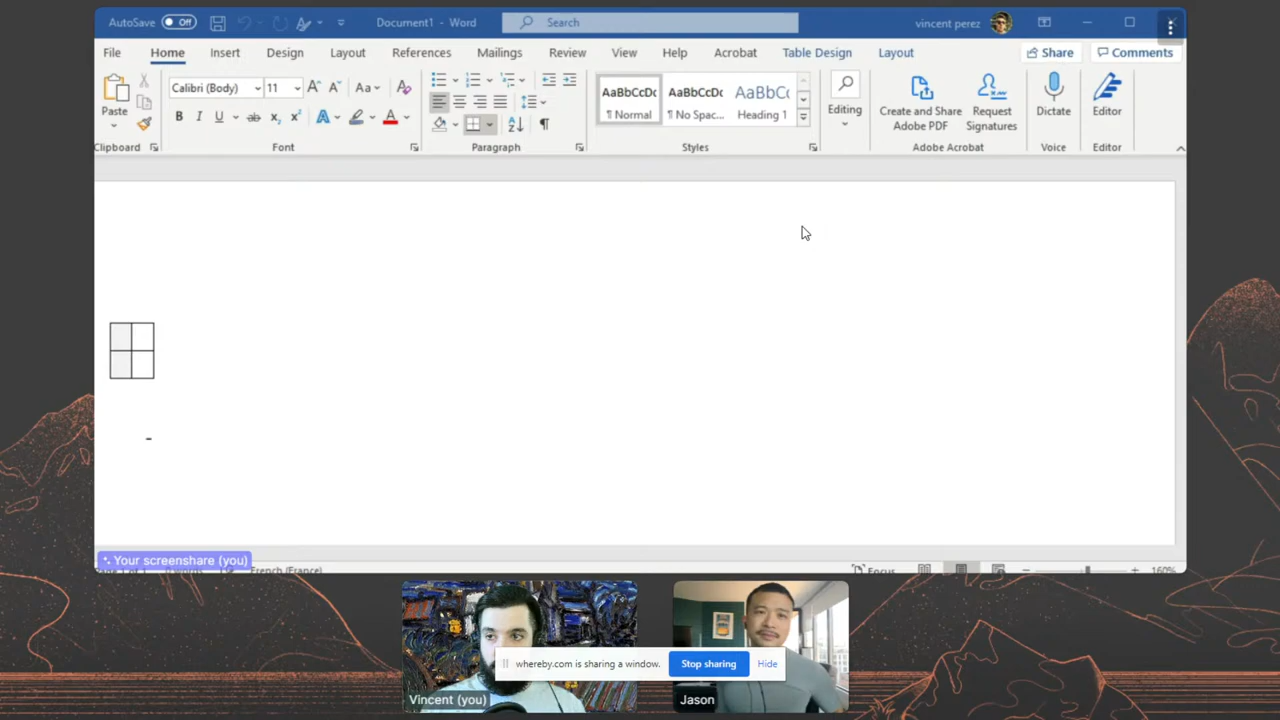 AutoSave Off Document1 - Word Search vincent perez
File Home Insert Design Layout References Mailings Review View Help Acrobat Table Design Layout Share Comments
Calibri (Body) 11 Aa
AaBbCcDc AaBbCcDc AaBbCc
Paste ¶ Normal ¶ No Spac... Heading 1 Editing Create and Share Adobe PDF Request Signatures Dictate Editor
Clipboard Font Paragraph Styles Adobe Acrobat Voice Editor
-
Your screenshare (you)
French (France) Focus 160%
whereby.com is sharing a window. Stop sharing Hide
Vincent (you) Jason